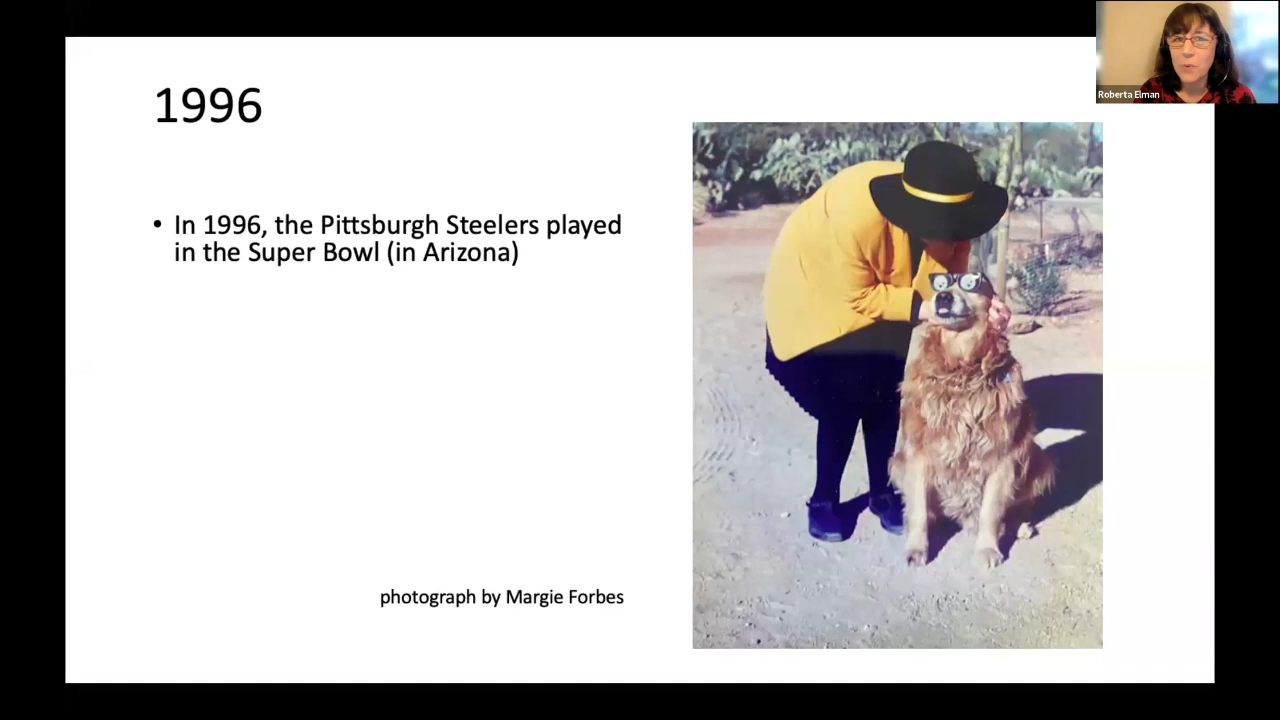 Roberta Elman
1996
• In 1996, the Pittsburgh Steelers played
in the Super Bowl (in Arizona)
photograph by Margie Forbes